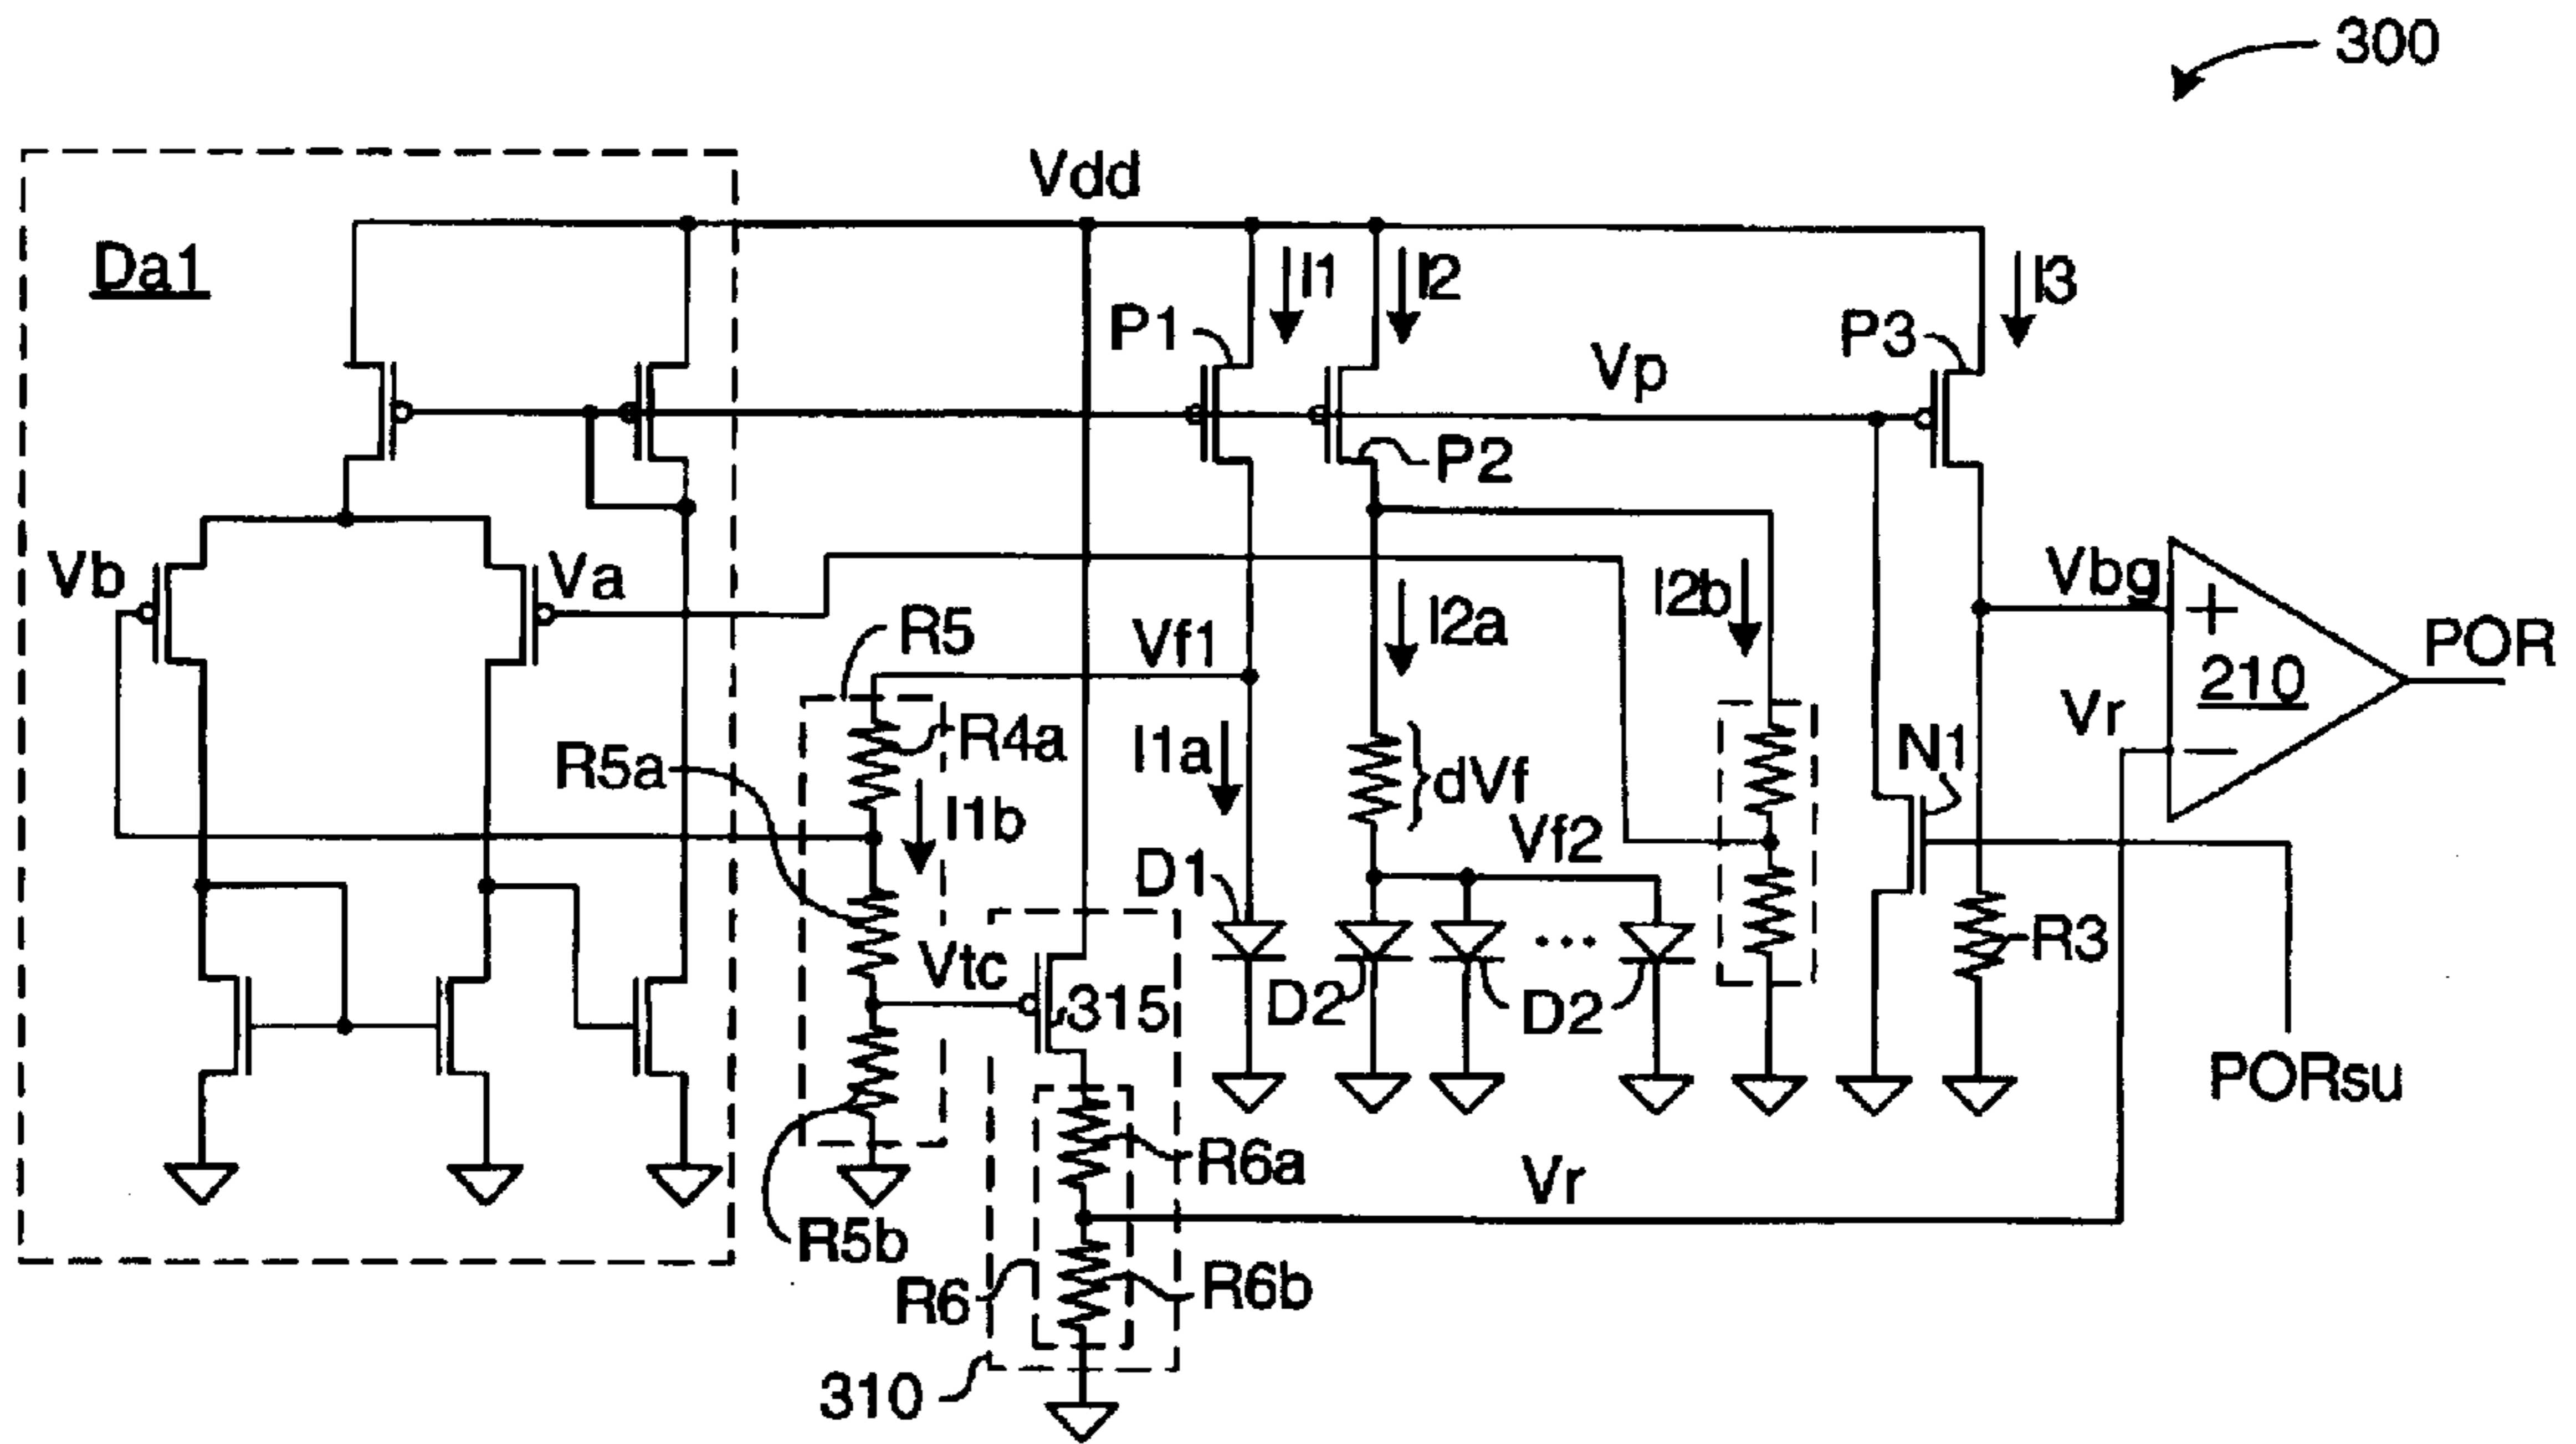 300
Vdd
Da1
I1
I2
I3
P1
P3
Vp
P2
Vb
Va
Vbg
I2b
R5
Vf1
I2a
+
POR
210
Vr
R4a
N1
R5a
I1a
dVf
I1b
Vf2
−
D1
Vtc
R3
315
D2
...
D2
PORsu
R6a
Vr
R5b
R6
R6b
310